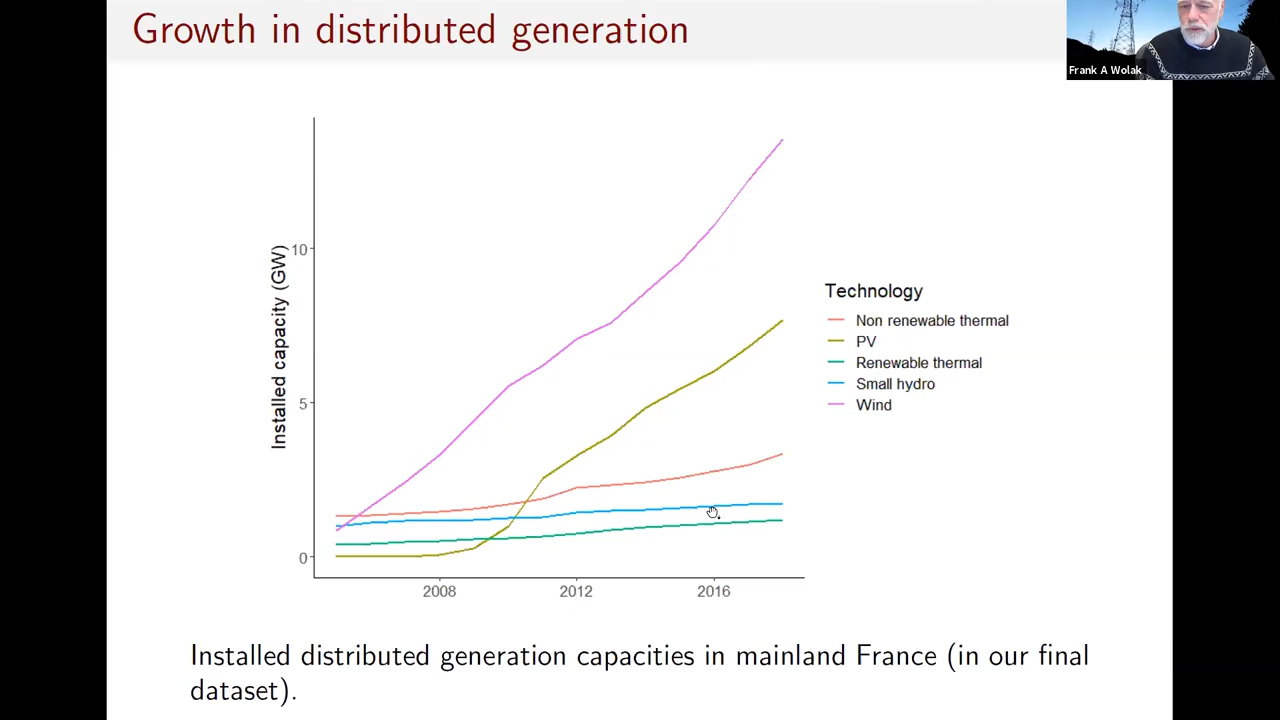 Growth in distributed generation
Frank A Wolak
Installed capacity (GW)
10
5
0
2008
2012
2016
Technology
Non renewable thermal
PV
Renewable thermal
Small hydro
Wind
Installed distributed generation capacities in mainland France (in our final
dataset).